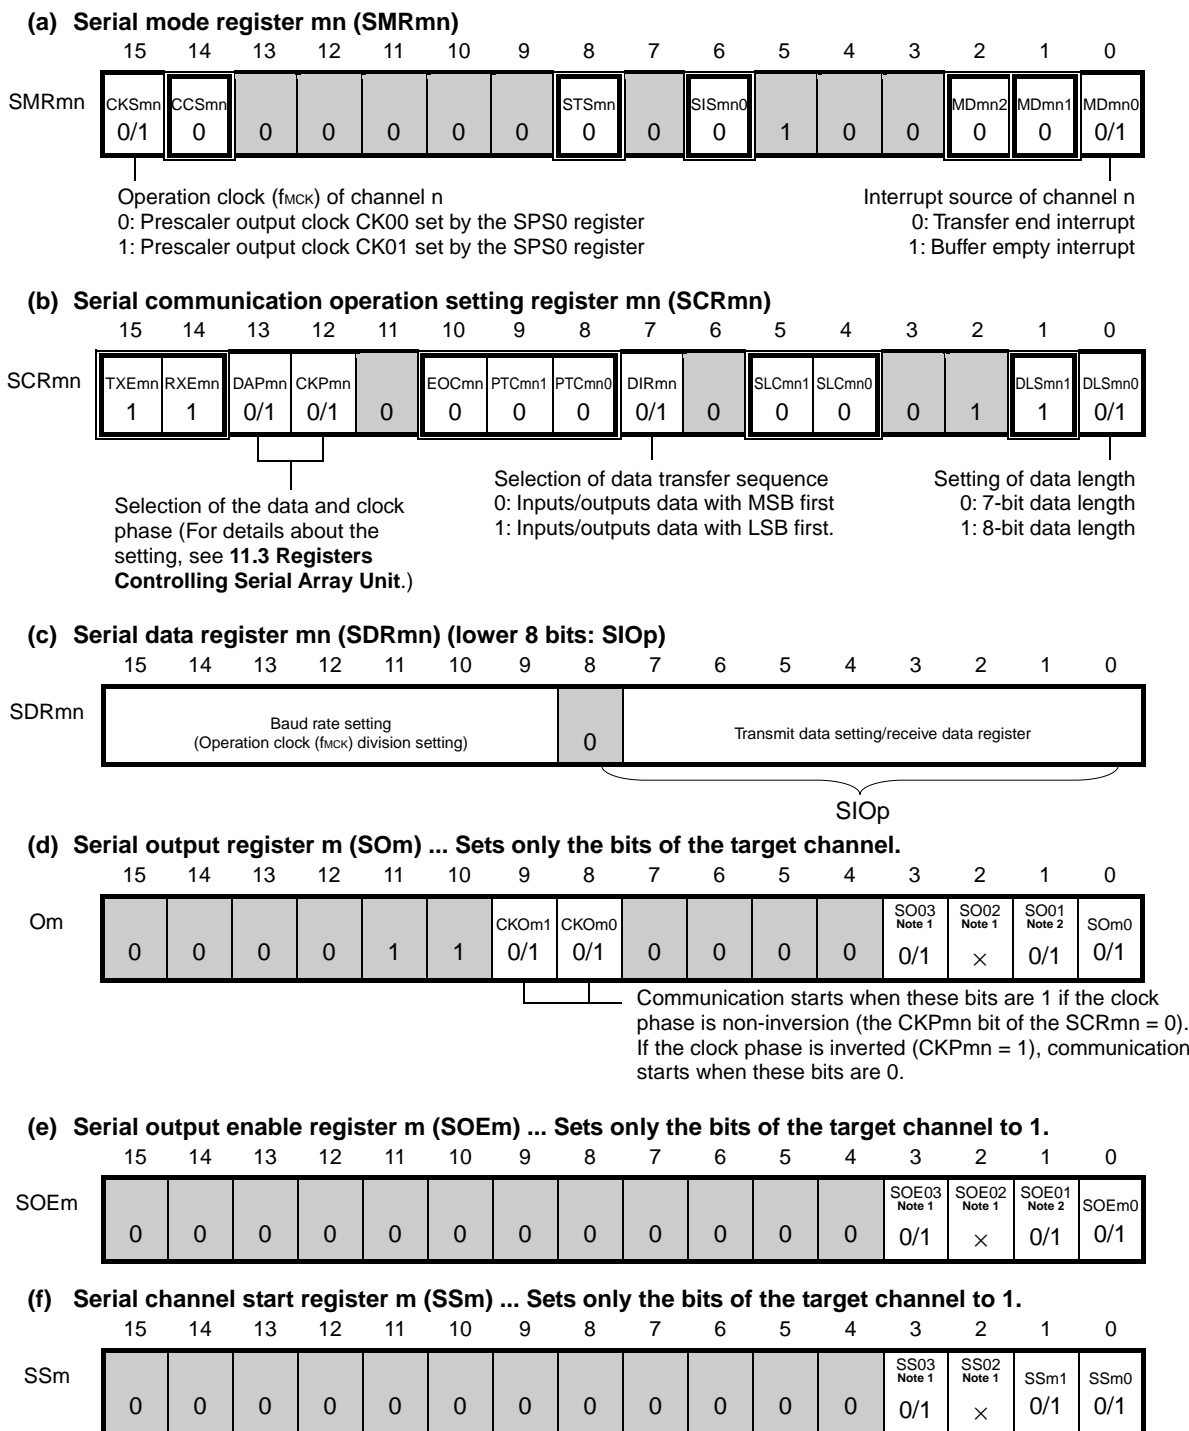 (a) Serial mode register mn (SMRmn)
15 14 13 12 11 10 9 8 7 6 5 4 3 2 1 0
SMRmn CKSmn CCSmn STSmn SISmn0 MDmn2 MDmn1 MDmn0
0/1 0 0 0 0 0 0 0 0 0 1 0 0 0 0 0/1
Operation clock (fMCK) of channel n
0: Prescaler output clock CK00 set by the SPS0 register
1: Prescaler output clock CK01 set by the SPS0 register
Interrupt source of channel n
0: Transfer end interrupt
1: Buffer empty interrupt
(b) Serial communication operation setting register mn (SCRmn)
15 14 13 12 11 10 9 8 7 6 5 4 3 2 1 0
SCRmn TXEmn RXEmn DAPmn CKPmn EOCmn PTCmn1 PTCmn0 DIRmn SLCmn1 SLCmn0 DLSmn1 DLSmn0
1 1 0/1 0/1 0 0 0 0 0/1 0 0 0 0 1 1 0/1
Selection of the data and clock
phase (For details about the
setting, see 11.3 Registers
Controlling Serial Array Unit.)
Selection of data transfer sequence
0: Inputs/outputs data with MSB first
1: Inputs/outputs data with LSB first.
Setting of data length
0: 7-bit data length
1: 8-bit data length
(c) Serial data register mn (SDRmn) (lower 8 bits: SIOp)
15 14 13 12 11 10 9 8 7 6 5 4 3 2 1 0
SDRmn
Baud rate setting
(Operation clock (fMCK) division setting)
0
Transmit data setting/receive data register
SIOp
(d) Serial output register m (SOm) ... Sets only the bits of the target channel.
15 14 13 12 11 10 9 8 7 6 5 4 3 2 1 0
Om CKOm1 CKOm0 SO03 SO02 SO01 SOm0
Note 1 Note 1 Note 2
0 0 0 0 1 1 0/1 0/1 0 0 0 0 0/1 × 0/1 0/1
Communication starts when these bits are 1 if the clock
phase is non-inversion (the CKPmn bit of the SCRmn = 0).
If the clock phase is inverted (CKPmn = 1), communication
starts when these bits are 0.
(e) Serial output enable register m (SOEm) ... Sets only the bits of the target channel to 1.
15 14 13 12 11 10 9 8 7 6 5 4 3 2 1 0
SOEm SOE03 SOE02 SOE01 SOEm0
Note 1 Note 1 Note 2
0 0 0 0 0 0 0 0 0 0 0 0 0/1 × 0/1 0/1
(f) Serial channel start register m (SSm) ... Sets only the bits of the target channel to 1.
15 14 13 12 11 10 9 8 7 6 5 4 3 2 1 0
SSm SS03 SS02 SSm1 SSm0
Note 1 Note 1
0 0 0 0 0 0 0 0 0 0 0 0 0/1 × 0/1 0/1